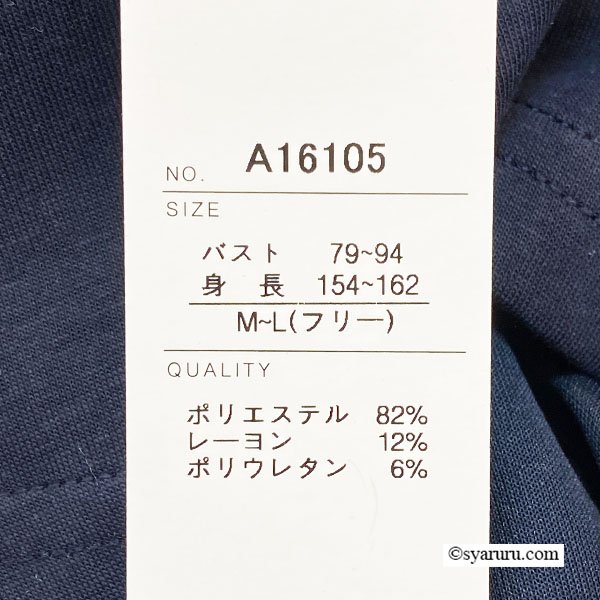 NO. A16105
SIZE
バスト 79~94
身長 154~162
M~L(フリー)
QUALITY
ポリエステル 82%
レーヨン 12%
ポリウレタン 6%
©syaruru.com